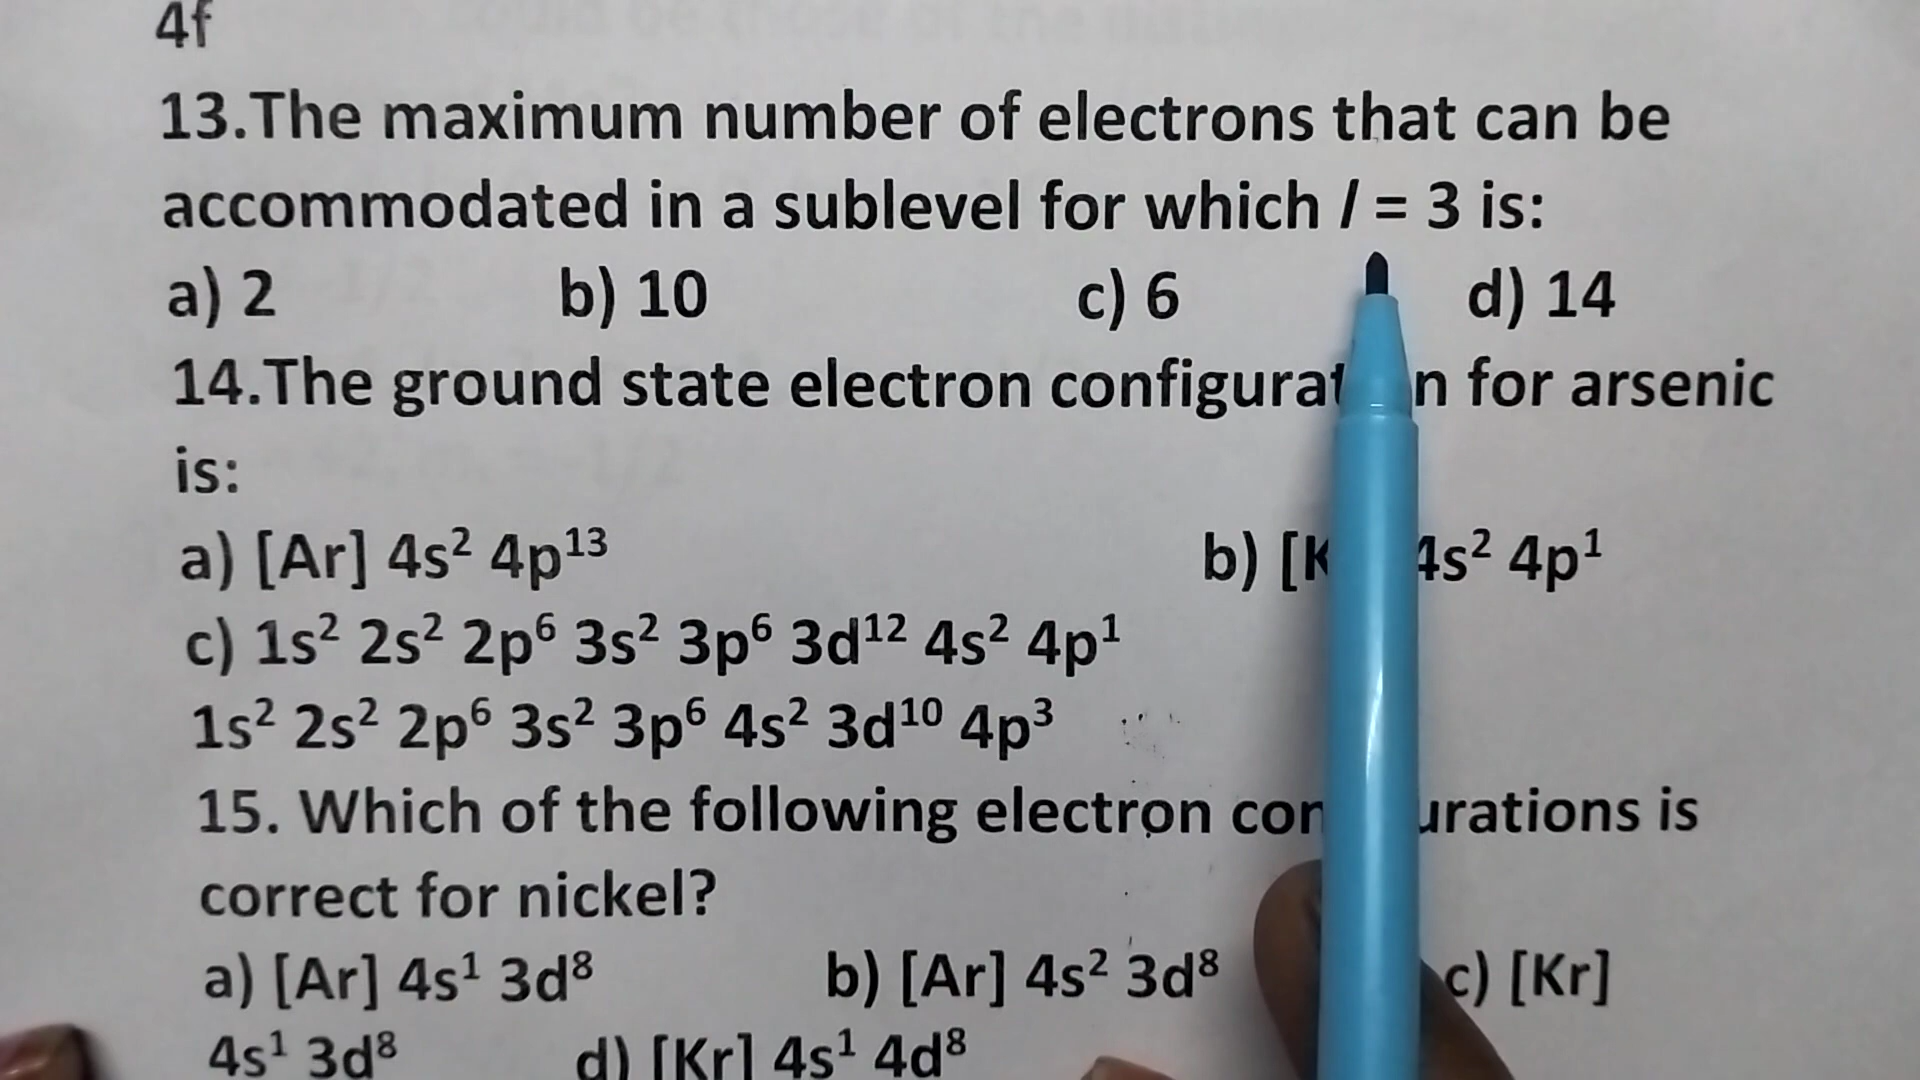 4f
13.The maximum number of electrons that can be
accommodated in a sublevel for which l = 3 is:
a) 2 b) 10 c) 6 d) 14
14.The ground state electron for arsenic
is:
a) [Ar] 4s² 4p¹³ b) 4s² 4p¹
c) 1s² 2s² 2p⁶ 3s² 3p⁶ 3d¹² 4s² 4p¹
1s² 2s² 2p⁶ 3s² 3p⁶ 4s² 3d¹⁰ 4p³
15. Which of the following electron is
correct for nickel?
a) [Ar] 4s¹ 3d⁸ b) [Ar] 4s² 3d⁸ c) [Kr]
4s¹ 3d⁸ d) [Kr] 4s¹ 4d⁸